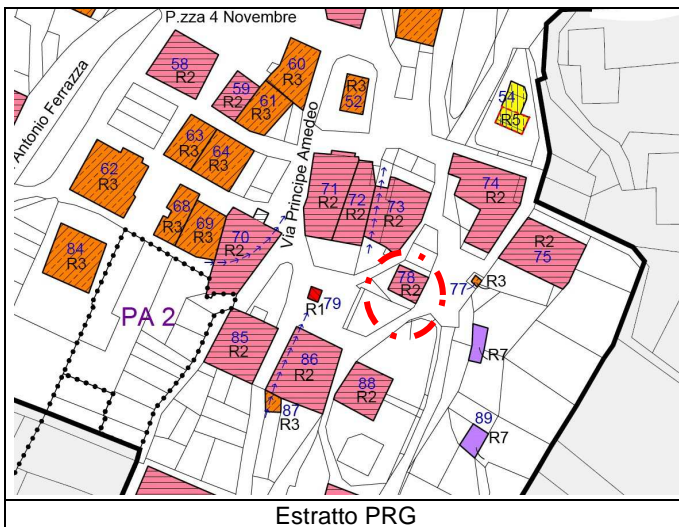 P.zza 4 Novembre
Antonio Ferrazza
Via Principe Amedeo
58
R2
59
R2
60
R3
61
R3
R3
52
54
R5
62
R3
63
R3
64
R3
71
R2
72
R2
73
R2
74
R2
R2
75
68
R3
69
R3
70
R2
84
R3
78
R2
77
R3
PA 2
R1
79
85
R2
86
R2
88
R2
87
R3
R7
89
R7
Estratto PRG